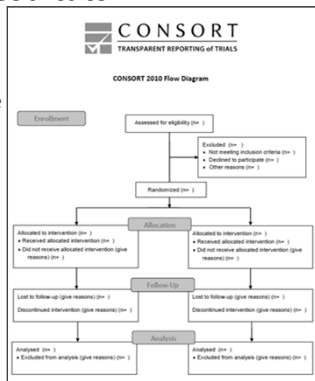 CONSORT
TRANSPARENT REPORTING of TRIALS
CONSORT 2010 Flow Diagram
Enrollment
Assessed for eligibility (n= )
Excluded (n= )
• Not meeting inclusion criteria (n= )
• Declined to participate (n= )
• Other reasons (n= )
Randomized (n= )
Allocation
Allocated to intervention (n= )
• Received allocated intervention (n= )
• Did not receive allocated intervention (give
reasons) (n= )
Allocated to intervention (n= )
• Received allocated intervention (n= )
• Did not receive allocated intervention (give
reasons) (n= )
Follow-Up
Lost to follow-up (give reasons) (n= )
Discontinued intervention (give reasons) (n= )
Lost to follow-up (give reasons) (n= )
Discontinued intervention (give reasons) (n= )
Analysis
Analysed (n= )
• Excluded from analysis (give reasons) (n= )
Analysed (n= )
• Excluded from analysis (give reasons) (n= )